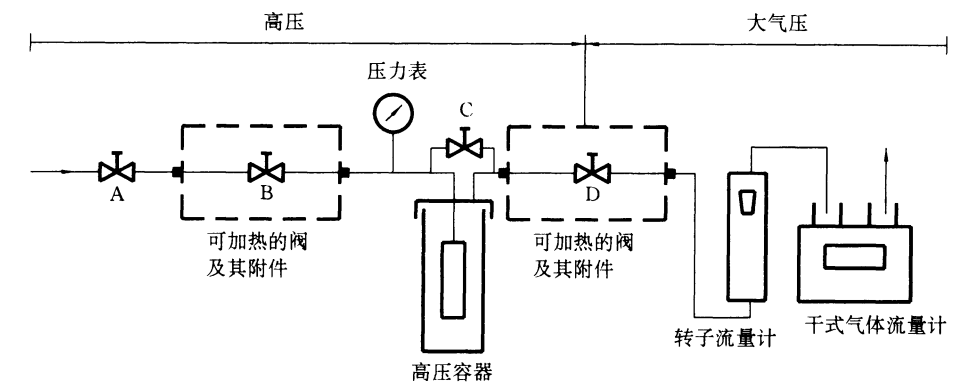 高压
大气压
压力表
C
A
B
D
可加热的阀
及其附件
可加热的阀
及其附件
转子流量计
干式气体流量计
高压容器